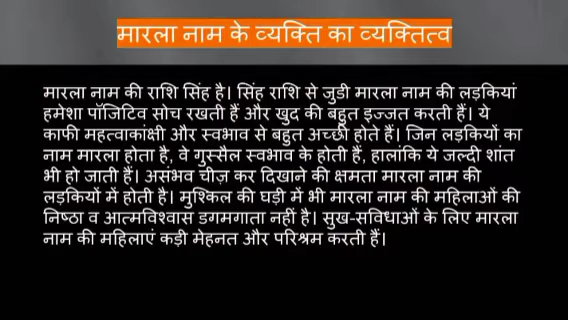 मारला नाम के व्यक्ति का व्यक्तित्व
मारला नाम की राशि सिंह है। सिंह राशि से जुडी मारला नाम की लड़कियां
हमेशा पॉजिटिव सोच रखती हैं और खुद की बहुत इज्जत करती हैं। ये
काफी महत्वाकांक्षी और स्वभाव से बहुत अच्छी होते हैं। जिन लड़कियों का
नाम मारला होता है, वे गुस्सैल स्वभाव के होती हैं, हालांकि ये जल्दी शांत
भी हो जाती हैं। असंभव चीज़ कर दिखाने की क्षमता मारला नाम की
लड़कियों में होती है। मुश्किल की घड़ी में भी मारला नाम की महिलाओं की
निष्ठा व आत्मविश्वास डगमगाता नहीं है। सुख-सविधाओं के लिए मारला
नाम की महिलाएं कड़ी मेहनत और परिश्रम करती हैं।